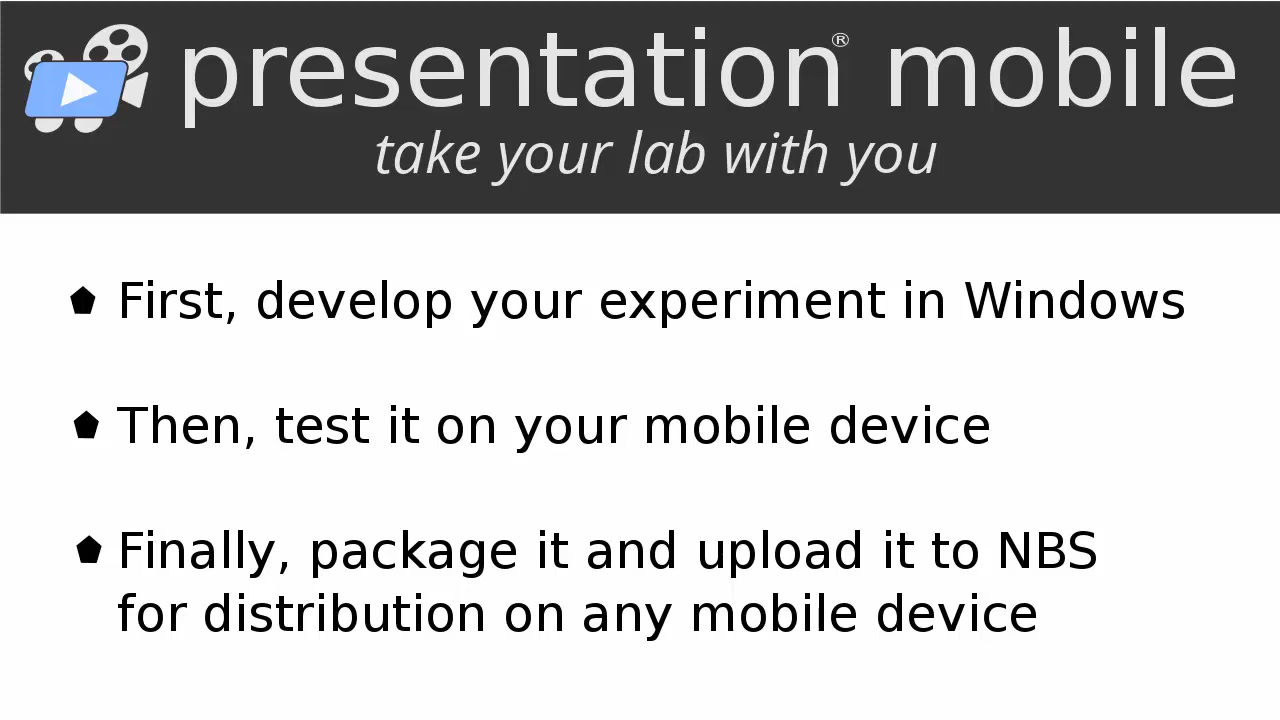 presentation® mobile
take your lab with you
First, develop your experiment in Windows
Then, test it on your mobile device
Finally, package it and upload it to NBS
for distribution on any mobile device